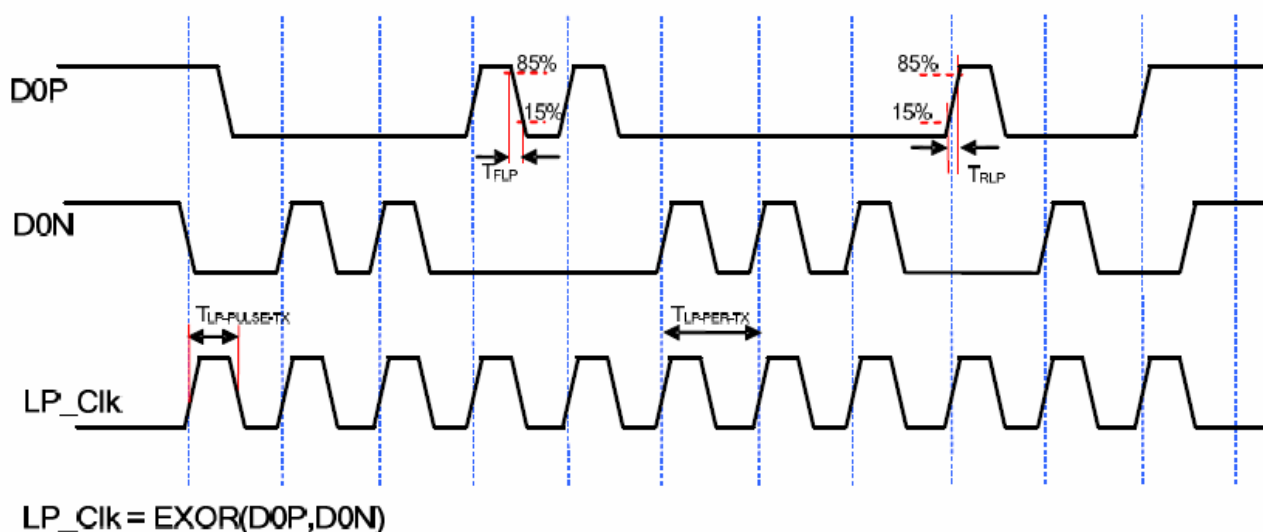 85%
85%
D0P
15%
15%
TFLP
TRLP
D0N
TLP-PULSE-TX
TLP-PER-TX
LP_Clk
LP_Clk = EXOR(D0P,D0N)